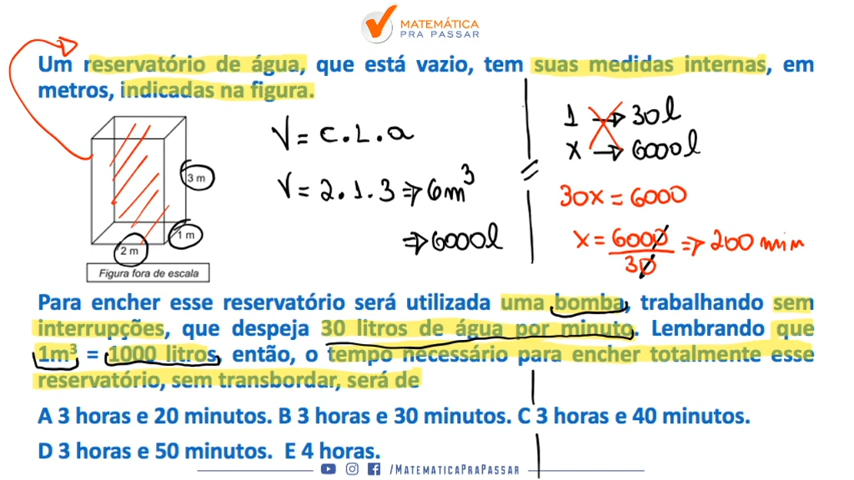 MATEMÁTICA
PRA PASSAR
Um reservatório de água, que está vazio, tem suas medidas internas, em
metros, indicadas na figura.
3 m
1 m
2 m
Figura fora de escala
V = C.L.a
V = 2.1.3 ⇒ 6m³
⇒ 6000l
1 → 30l
x → 6000l
30x = 6000
x = 6000/30 ⇒ 200 min
Para encher esse reservatório será utilizada uma bomba, trabalhando sem
interrupções, que despeja 30 litros de água por minuto. Lembrando que
1m³ = 1000 litros, então, o tempo necessário para encher totalmente esse
reservatório, sem transbordar, será de
A 3 horas e 20 minutos. B 3 horas e 30 minutos. C 3 horas e 40 minutos.
D 3 horas e 50 minutos. E 4 horas.
/MatematicaPraPassar